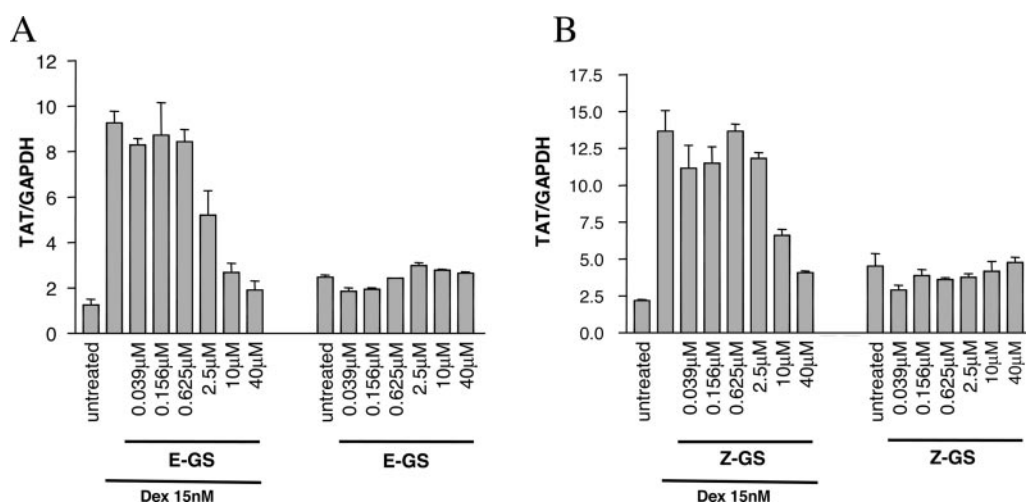 A
TAT/GAPDH
12
10
8
6
4
2
0
untreated
0.039μM
0.156μM
0.625μM
2.5μM
10μM
40μM
untreated
0.039μM
0.156μM
0.625μM
2.5μM
10μM
40μM
E-GS
E-GS
Dex 15nM
B
TAT/GAPDH
17.5
15.0
12.5
10.0
7.5
5.0
2.5
0.0
untreated
0.039μM
0.156μM
0.625μM
2.5μM
10μM
40μM
untreated
0.039μM
0.156μM
0.625μM
2.5μM
10μM
40μM
Z-GS
Z-GS
Dex 15nM